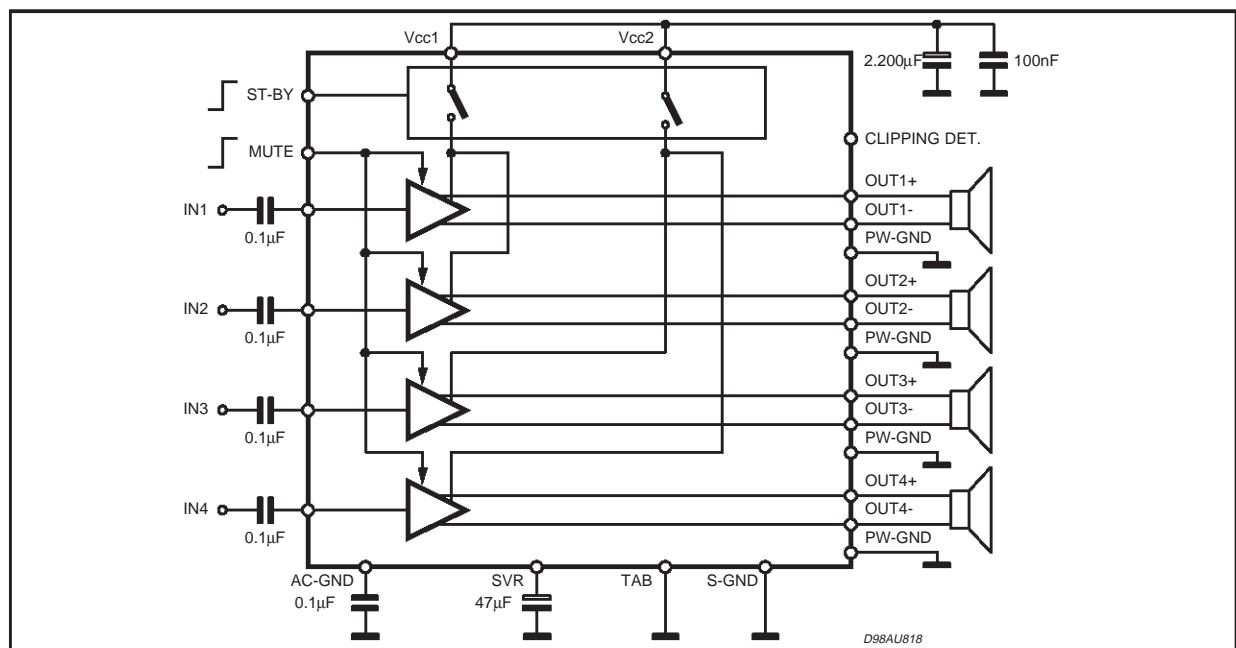 Vcc1
Vcc2
2.200µF
100nF
ST-BY
MUTE
CLIPPING DET.
IN1
0.1µF
OUT1+
OUT1-
PW-GND
IN2
0.1µF
OUT2+
OUT2-
PW-GND
IN3
0.1µF
OUT3+
OUT3-
PW-GND
IN4
0.1µF
OUT4+
OUT4-
PW-GND
AC-GND
0.1µF
SVR
47µF
TAB
S-GND
D98AU818